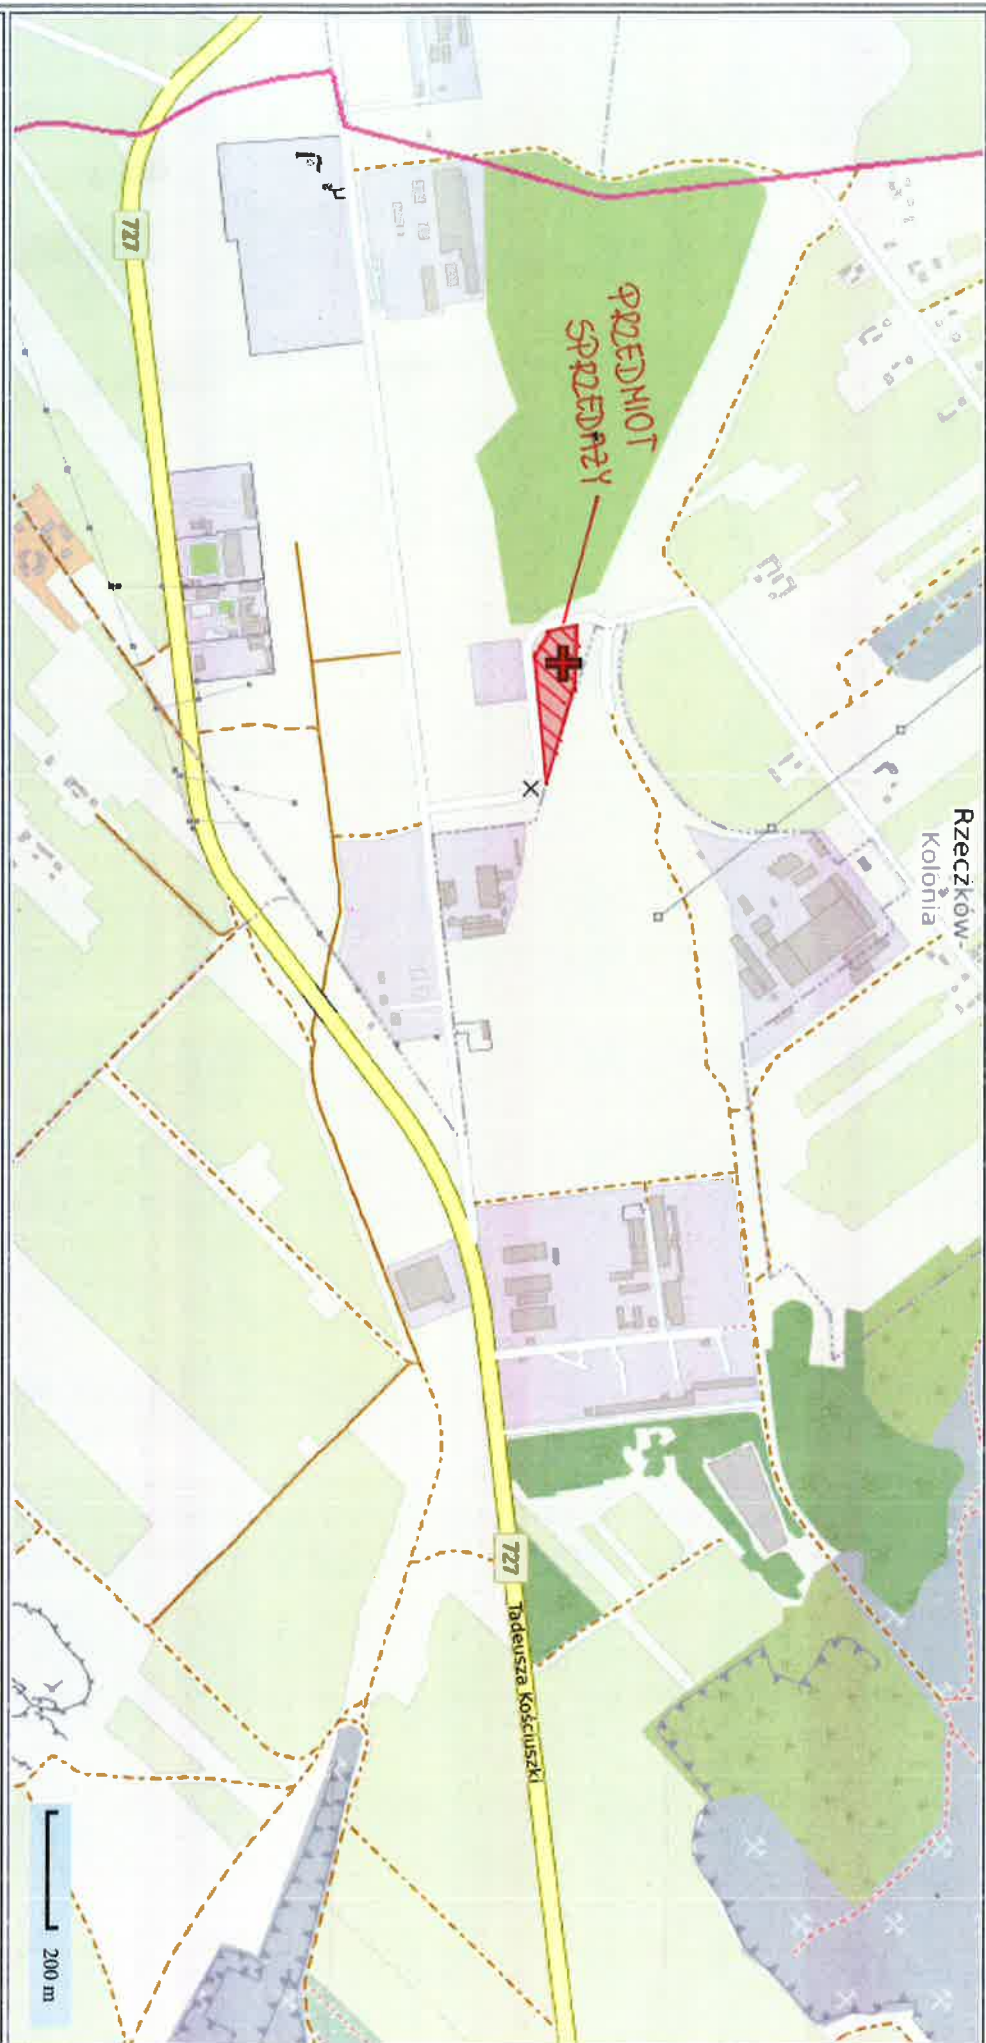 Rzeczków-
Kolonia
PRZEDMIOT
SPRZEDAŻY
727
727
Tadeusza Kościuszki
200 m